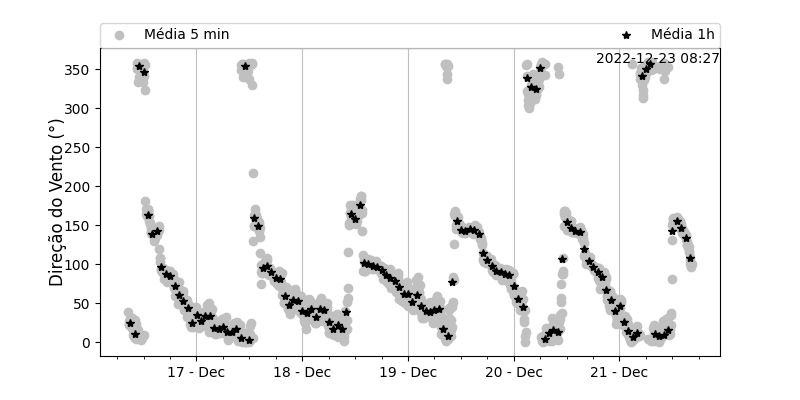 Média 5 min
Média 1h
2022-12-23 08:27
Direção do Vento (°)
350
300
250
200
150
100
50
0
17 - Dec
18 - Dec
19 - Dec
20 - Dec
21 - Dec